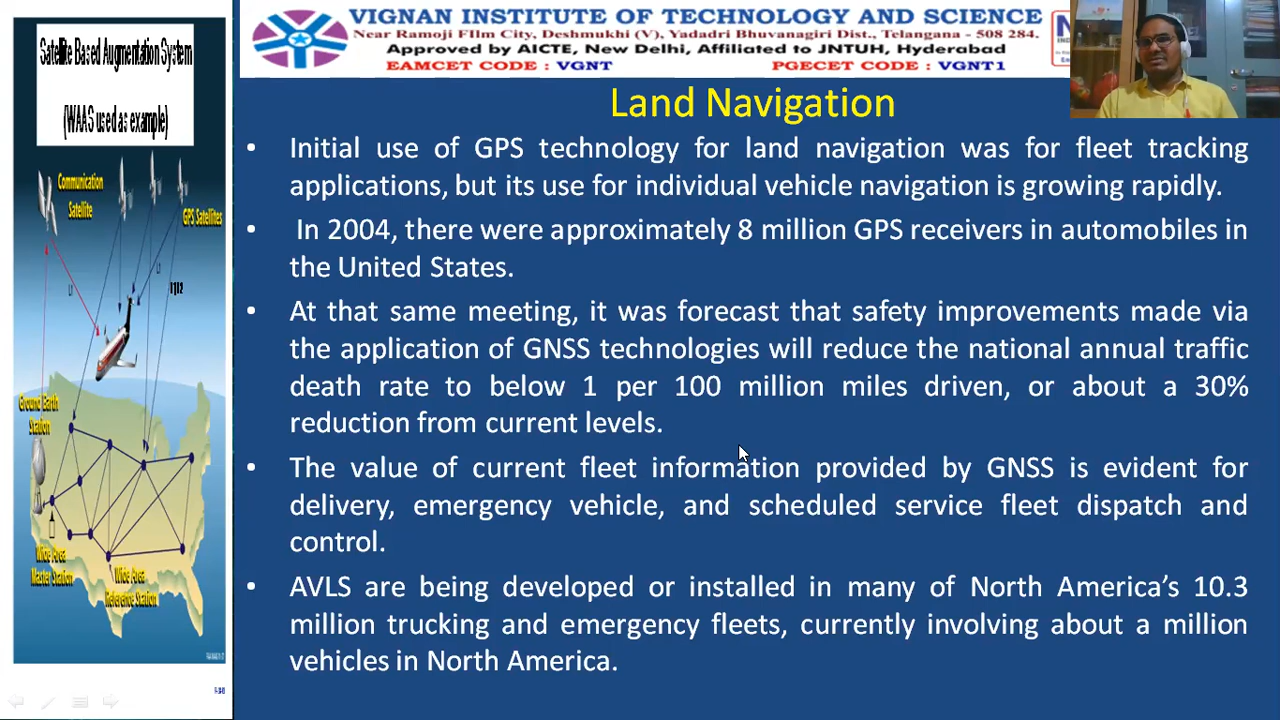 Satellite Based Augmentation System
(WAAS used as example)
Communication
Satellite
GPS Satellites
L1
L1
Ground Earth
Station
Wide Area
Master Station
Wide Area
Reference Station
VIGNAN INSTITUTE OF TECHNOLOGY AND SCIENCE
Near Ramoji FIlm City, Deshmukhi (V), Yadadri Bhuvanagiri Dist., Telangana - 508 284.
Approved by AICTE, New Delhi, Affiliated to JNTUH, Hyderabad
EAMCET CODE : VGNT PGECET CODE : VGNT1
Land Navigation
• Initial use of GPS technology for land navigation was for fleet tracking
applications, but its use for individual vehicle navigation is growing rapidly.
• In 2004, there were approximately 8 million GPS receivers in automobiles in
the United States.
• At that same meeting, it was forecast that safety improvements made via
the application of GNSS technologies will reduce the national annual traffic
death rate to below 1 per 100 million miles driven, or about a 30%
reduction from current levels.
• The value of current fleet information provided by GNSS is evident for
delivery, emergency vehicle, and scheduled service fleet dispatch and
control.
• AVLS are being developed or installed in many of North America’s 10.3
million trucking and emergency fleets, currently involving about a million
vehicles in North America.